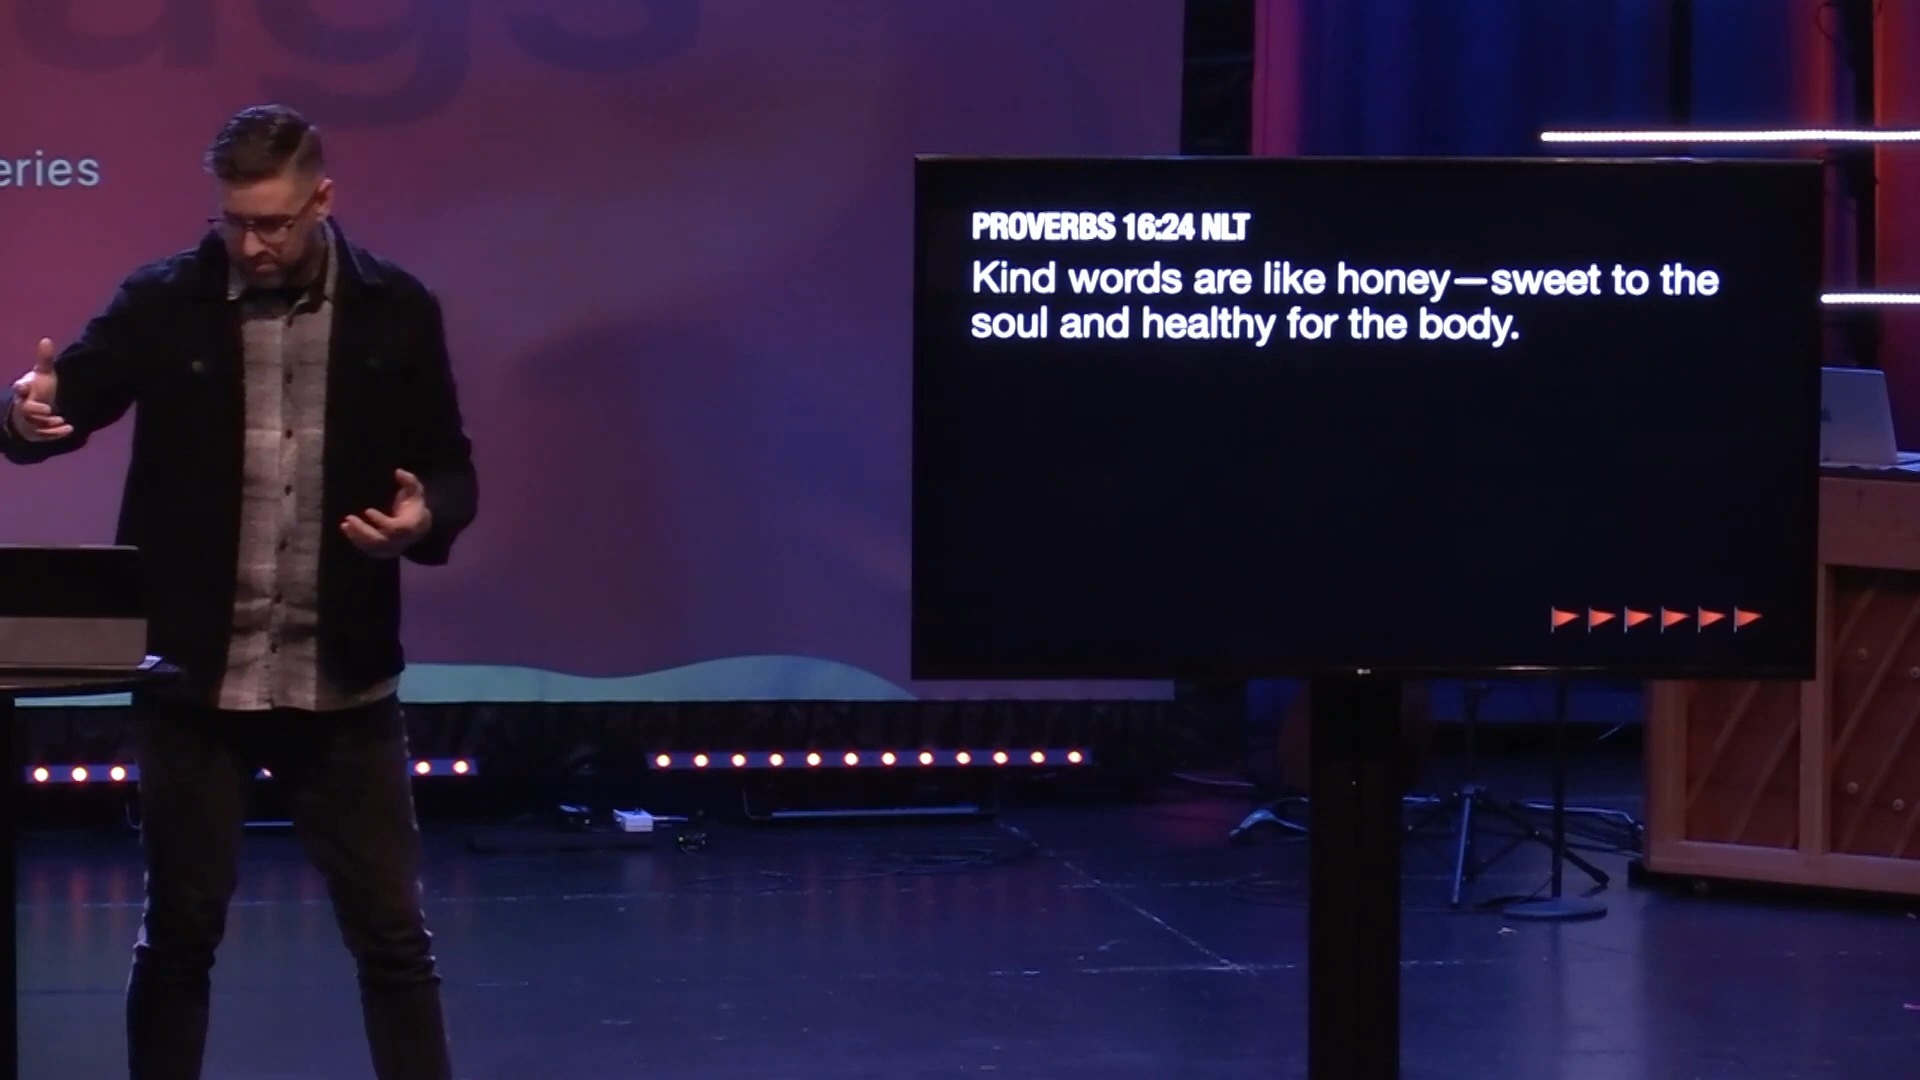 ags
eries
PROVERBS 16:24 NLT
Kind words are like honey—sweet to the
soul and healthy for the body.